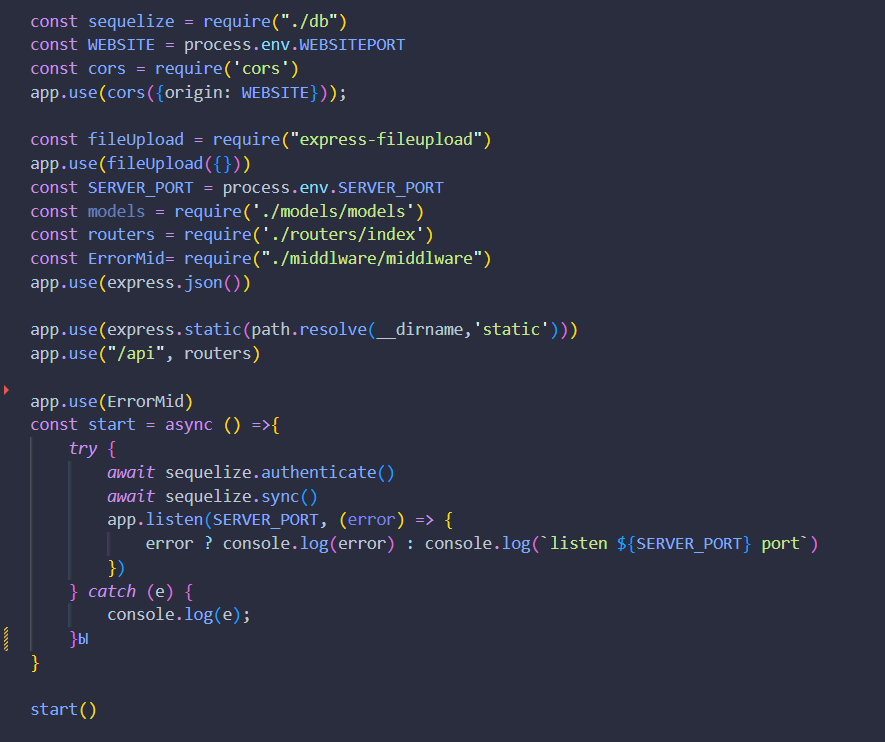 const sequelize = require("./db")
const WEBSITE = process.env.WEBSITEPORT
const cors = require('cors')
app.use(cors({origin: WEBSITE}));
const fileUpload = require("express-fileupload")
app.use(fileUpload({}))
const SERVER_PORT = process.env.SERVER_PORT
const models = require('./models/models')
const routers = require('./routers/index')
const ErrorMid= require("./middlware/middlware")
app.use(express.json())
app.use(express.static(path.resolve(__dirname,'static')))
app.use("/api", routers)
app.use(ErrorMid)
const start = async () =>{
try {
await sequelize.authenticate()
await sequelize.sync()
app.listen(SERVER_PORT, (error) => {
error ? console.log(error) : console.log(`listen ${SERVER_PORT} port`)
})
} catch (e) {
console.log(e);
}ы
}
start()